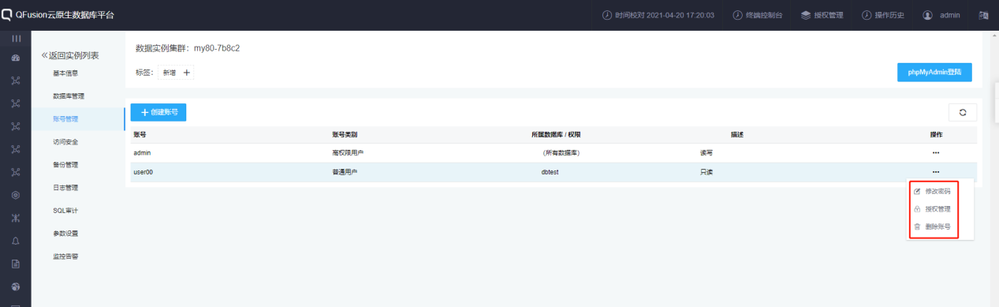 QFusion云原生数据库平台
时间校对 2021-04-20 17:20:03
终端控制台
授权管理
操作历史
admin
返回实例列表
基本信息
数据库管理
账号管理
访问安全
备份管理
日志管理
SQL审计
参数设置
监控告警
数据实例集群：my80-7b8c2
标签： 新增 +
phpMyAdmin登陆
+ 创建账号
账号 账号类别 所属数据库 / 权限 描述 操作
admin 高权限用户 （所有数据库） 读写 ···
user00 普通用户 dbtest 只读 ···
修改密码
授权管理
删除账号